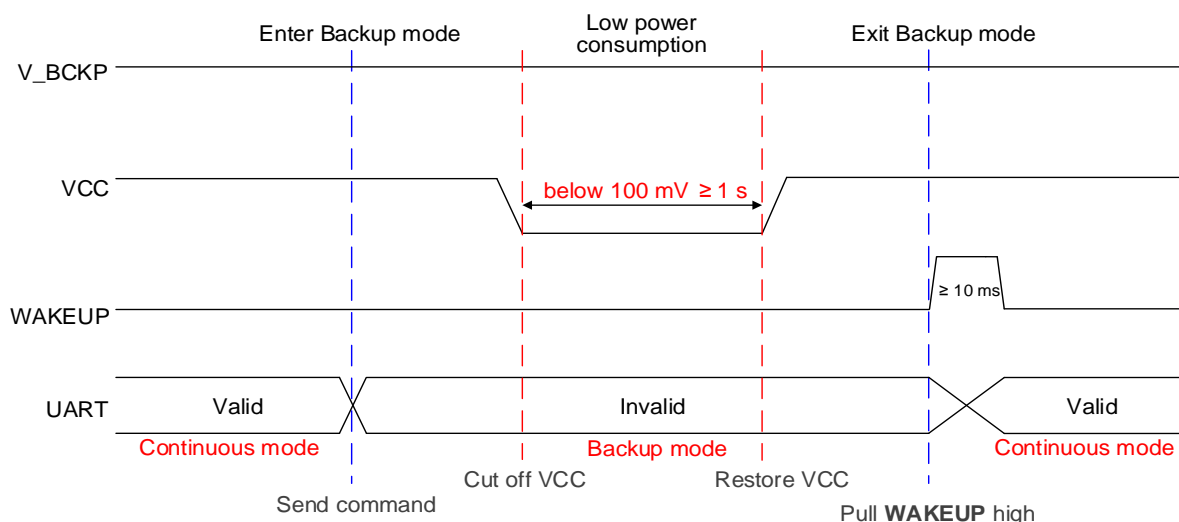 Enter Backup mode
Low power
consumption
Exit Backup mode
V_BCKP
VCC
below 100 mV ≥ 1 s
WAKEUP
≥ 10 ms
UART
Valid
Invalid
Valid
Continuous mode
Backup mode
Continuous mode
Cut off VCC
Restore VCC
Send command
Pull WAKEUP high